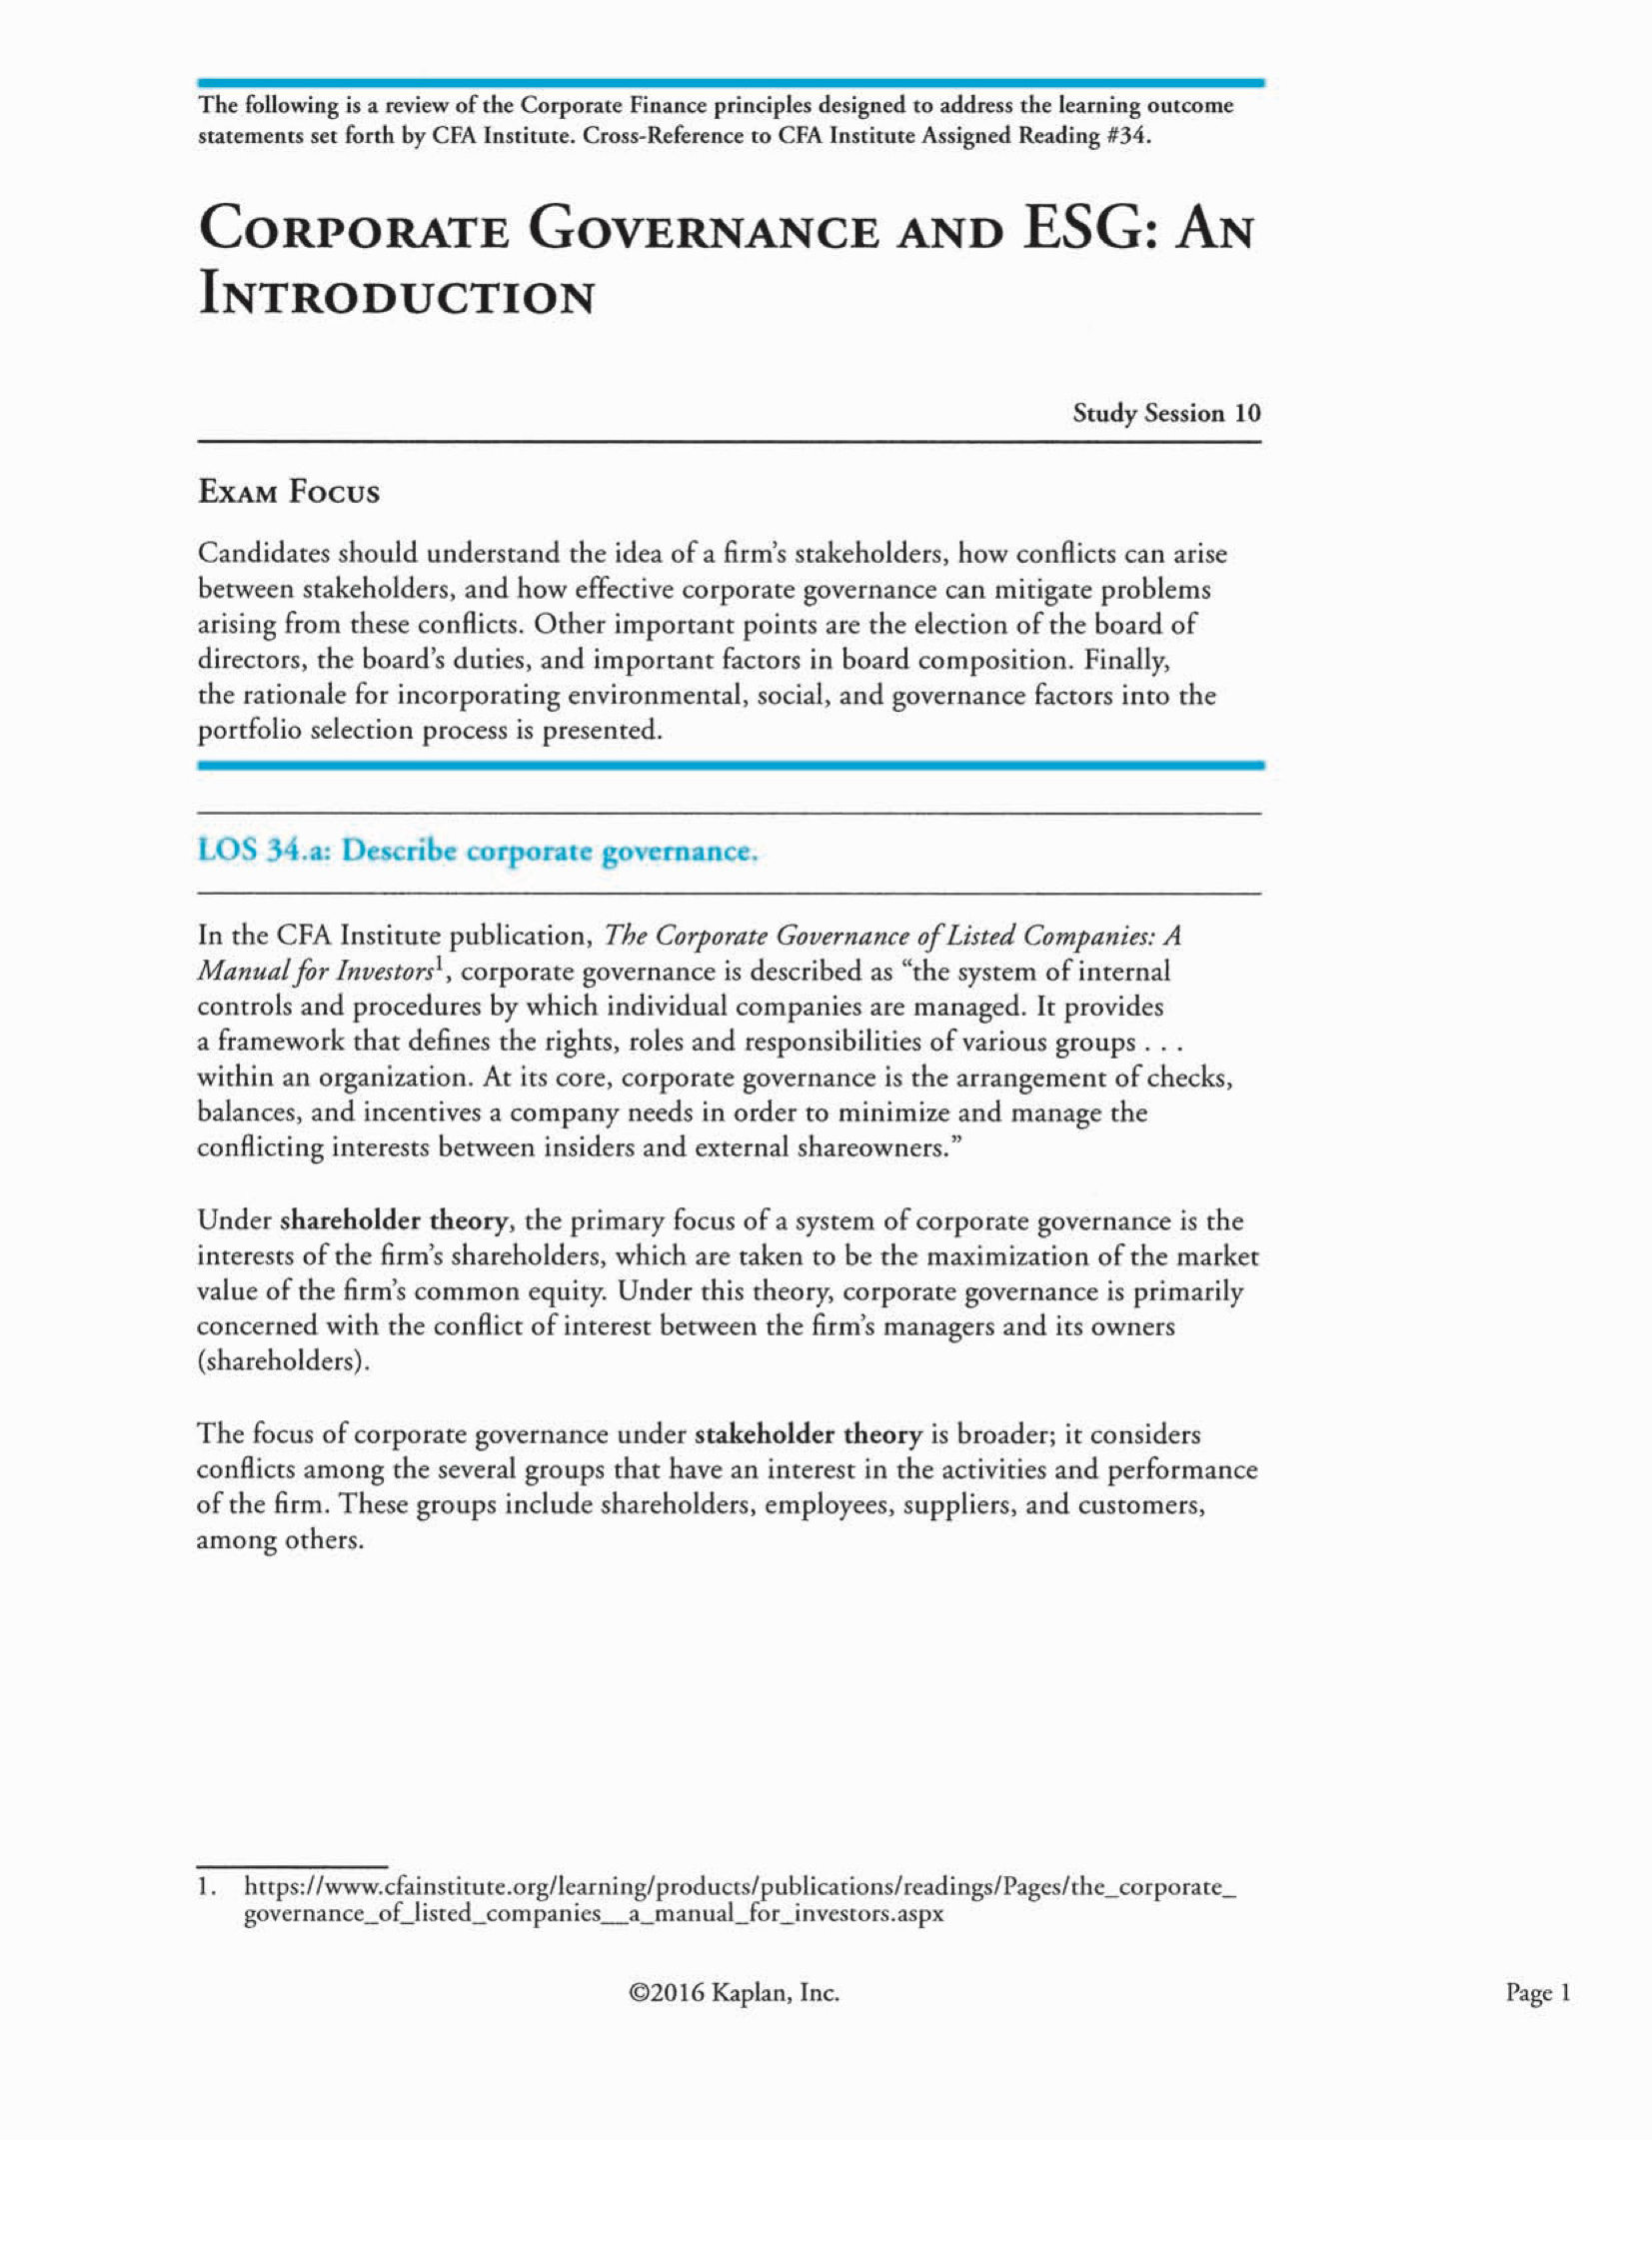 The following is a review of the Corporate Finance principles designed to address the learning outcome
statements set forth by CFA Institute. Cross-Reference to CFA Institute Assigned Reading #34.
CORPORATE GOVERNANCE AND ESG: AN
INTRODUCTION
Study Session 10
EXAM FOCUS
Candidates should understand the idea of a firm's stakeholders, how conflicts can arise
between stakeholders, and how effective corporate governance can mitigate problems
arising from these conflicts. Other important points are the election of the board of
directors, the board's duties, and important factors in board composition. Finally,
the rationale for incorporating environmental, social, and governance factors into the
portfolio selection process is presented.
LOS 34.a: Describe corporate governance.
In the CFA Institute publication, The Corporate Governance of Listed Companies: A
Manual for Investors1, corporate governance is described as “the system of internal
controls and procedures by which individual companies are managed. It provides
a framework that defines the rights, roles and responsibilities of various groups . . .
within an organization. At its core, corporate governance is the arrangement of checks,
balances, and incentives a company needs in order to minimize and manage the
conflicting interests between insiders and external shareowners.”
Under shareholder theory, the primary focus of a system of corporate governance is the
interests of the firm's shareholders, which are taken to be the maximization of the market
value of the firm's common equity. Under this theory, corporate governance is primarily
concerned with the conflict of interest between the firm's managers and its owners
(shareholders).
The focus of corporate governance under stakeholder theory is broader; it considers
conflicts among the several groups that have an interest in the activities and performance
of the firm. These groups include shareholders, employees, suppliers, and customers,
among others.
1. https://www.cfainstitute.org/learning/products/publications/readings/Pages/the_corporate_
governance_of_listed_companies__a_manual_for_investors.aspx
©2016 Kaplan, Inc.
Page 1